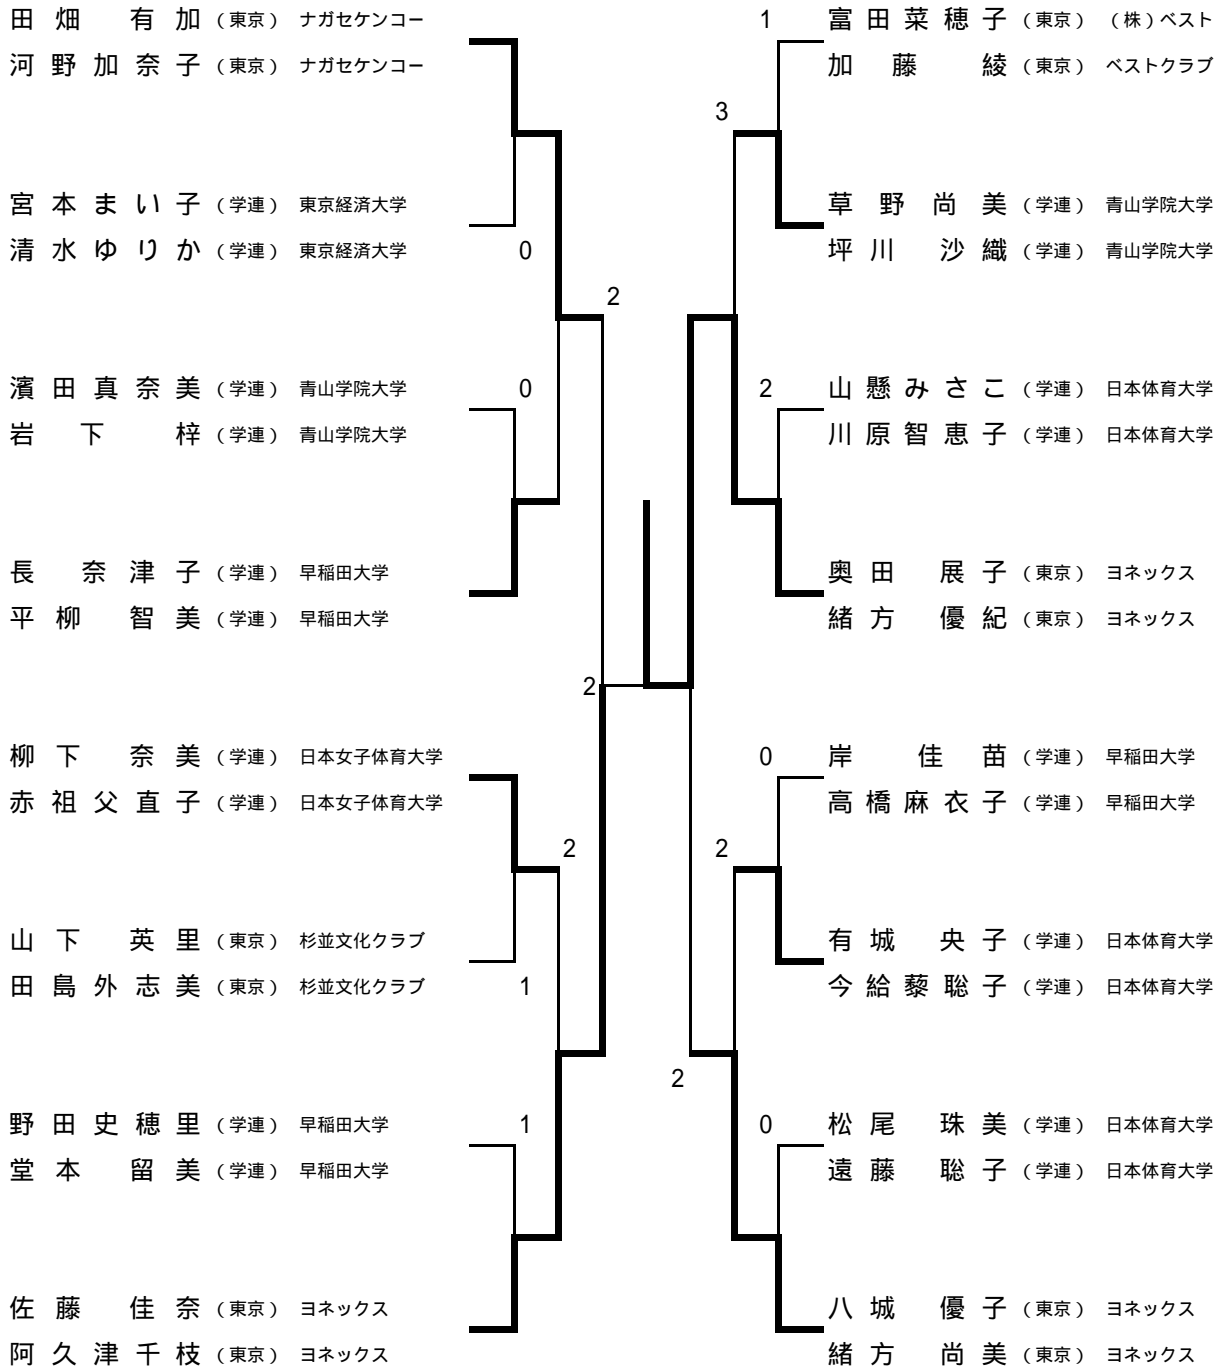 田畑 有加 (東京) ナガセケンコー
河野加奈子 (東京) ナガセケンコー
宮本まい子 (学連) 東京経済大学
清水ゆりか (学連) 東京経済大学
0
2
濱田真奈美 (学連) 青山学院大学
0
岩下 梓 (学連) 青山学院大学
長 奈津子 (学連) 早稲田大学
平柳 智美 (学連) 早稲田大学
2
柳下 奈美 (学連) 日本女子体育大学
赤祖父直子 (学連) 日本女子体育大学
2
山下 英里 (東京) 杉並文化クラブ
田島外志美 (東京) 杉並文化クラブ
1
野田史穂里 (学連) 早稲田大学
1
堂本 留美 (学連) 早稲田大学
佐藤 佳奈 (東京) ヨネックス
阿久津千枝 (東京) ヨネックス
1
富田菜穂子 (東京) (株)ベスト
加藤 綾 (東京) ベストクラブ
3
草野尚美 (学連) 青山学院大学
坪川 沙織 (学連) 青山学院大学
2
山懸みさこ (学連) 日本体育大学
川原智恵子 (学連) 日本体育大学
奥田 展子 (東京) ヨネックス
緒方 優紀 (東京) ヨネックス
0
岸 佳苗 (学連) 早稲田大学
高橋麻衣子 (学連) 早稲田大学
2
有城 央子 (学連) 日本体育大学
今給藜聡子 (学連) 日本体育大学
2
0
松尾 珠美 (学連) 日本体育大学
遠藤 聡子 (学連) 日本体育大学
八城 優子 (東京) ヨネックス
緒方 尚美 (東京) ヨネックス